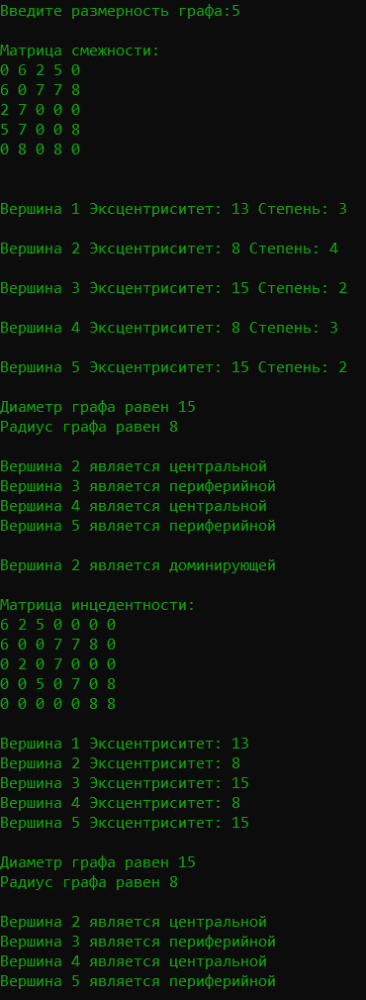 Введите размерность графа:5
Матрица смежности:
0 6 2 5 0
6 0 7 7 8
2 7 0 0 0
5 7 0 0 8
0 8 0 8 0
Вершина 1 Эксцентриситет: 13 Степень: 3
Вершина 2 Эксцентриситет: 8 Степень: 4
Вершина 3 Эксцентриситет: 15 Степень: 2
Вершина 4 Эксцентриситет: 8 Степень: 3
Вершина 5 Эксцентриситет: 15 Степень: 2
Диаметр графа равен 15
Радиус графа равен 8
Вершина 2 является центральной
Вершина 3 является периферийной
Вершина 4 является центральной
Вершина 5 является периферийной
Вершина 2 является доминирующей
Матрица инцедентности:
6 2 5 0 0 0 0
6 0 0 7 7 8 0
0 2 0 7 0 0 0
0 0 5 0 7 0 8
0 0 0 0 0 8 8
Вершина 1 Эксцентриситет: 13
Вершина 2 Эксцентриситет: 8
Вершина 3 Эксцентриситет: 15
Вершина 4 Эксцентриситет: 8
Вершина 5 Эксцентриситет: 15
Диаметр графа равен 15
Радиус графа равен 8
Вершина 2 является центральной
Вершина 3 является периферийной
Вершина 4 является центральной
Вершина 5 является периферийной